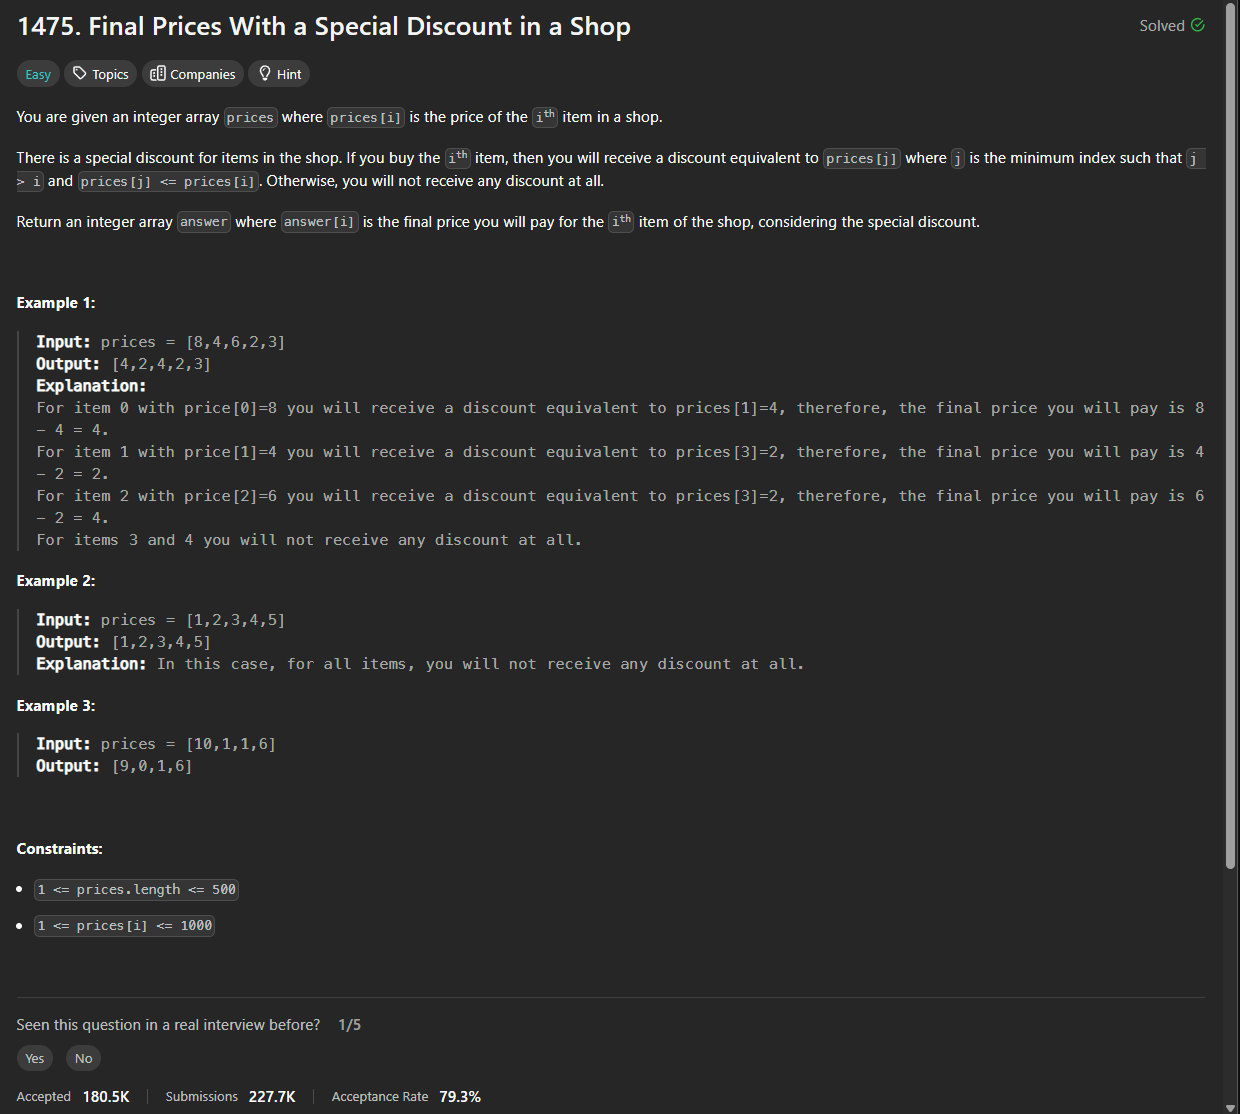 1475. Final Prices With a Special Discount in a Shop
Solved
Easy Topics Companies Hint
You are given an integer array prices where prices[i] is the price of the ith item in a shop.
There is a special discount for items in the shop. If you buy the ith item, then you will receive a discount equivalent to prices[j] where j is the minimum index such that j
> i and prices[j] <= prices[i]. Otherwise, you will not receive any discount at all.
Return an integer array answer where answer[i] is the final price you will pay for the ith item of the shop, considering the special discount.
Example 1:
Input: prices = [8,4,6,2,3]
Output: [4,2,4,2,3]
Explanation:
For item 0 with price[0]=8 you will receive a discount equivalent to prices[1]=4, therefore, the final price you will pay is 8
- 4 = 4.
For item 1 with price[1]=4 you will receive a discount equivalent to prices[3]=2, therefore, the final price you will pay is 4
- 2 = 2.
For item 2 with price[2]=6 you will receive a discount equivalent to prices[3]=2, therefore, the final price you will pay is 6
- 2 = 4.
For items 3 and 4 you will not receive any discount at all.
Example 2:
Input: prices = [1,2,3,4,5]
Output: [1,2,3,4,5]
Explanation: In this case, for all items, you will not receive any discount at all.
Example 3:
Input: prices = [10,1,1,6]
Output: [9,0,1,6]
Constraints:
• 1 <= prices.length <= 500
• 1 <= prices[i] <= 1000
Seen this question in a real interview before? 1/5
Yes No
Accepted 180.5K Submissions 227.7K Acceptance Rate 79.3%